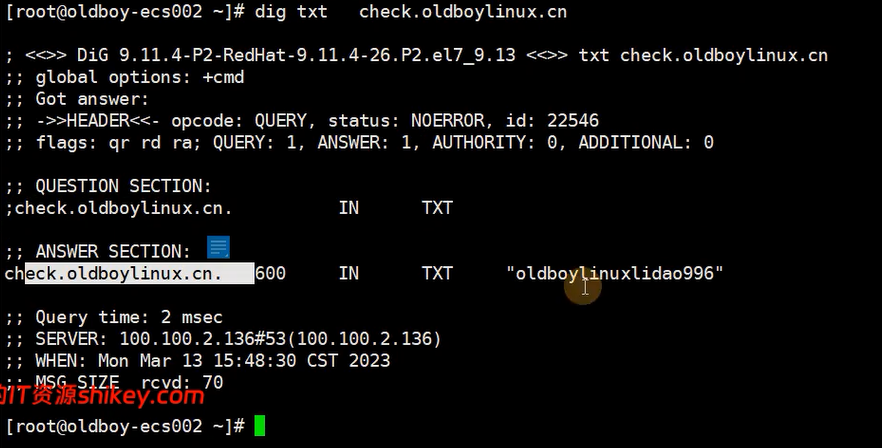 [root@oldboy-ecs002 ~]# dig txt   check.oldboylinux.cn
; <<>> DiG 9.11.4-P2-RedHat-9.11.4-26.P2.el7_9.13 <<>> txt check.oldboylinux.cn
;; global options: +cmd
;; Got answer:
;; ->>HEADER<<- opcode: QUERY, status: NOERROR, id: 22546
;; flags: qr rd ra; QUERY: 1, ANSWER: 1, AUTHORITY: 0, ADDITIONAL: 0
;; QUESTION SECTION:
;check.oldboylinux.cn.          IN      TXT
;; ANSWER SECTION:
check.oldboylinux.cn.   600     IN      TXT     "oldboylinuxlidao996"
;; Query time: 2 msec
;; SERVER: 100.100.2.136#53(100.100.2.136)
;; WHEN: Mon Mar 13 15:48:30 CST 2023
;; MSG SIZE  rcvd: 70
的IT资源shikey.com
[root@oldboy-ecs002 ~]#